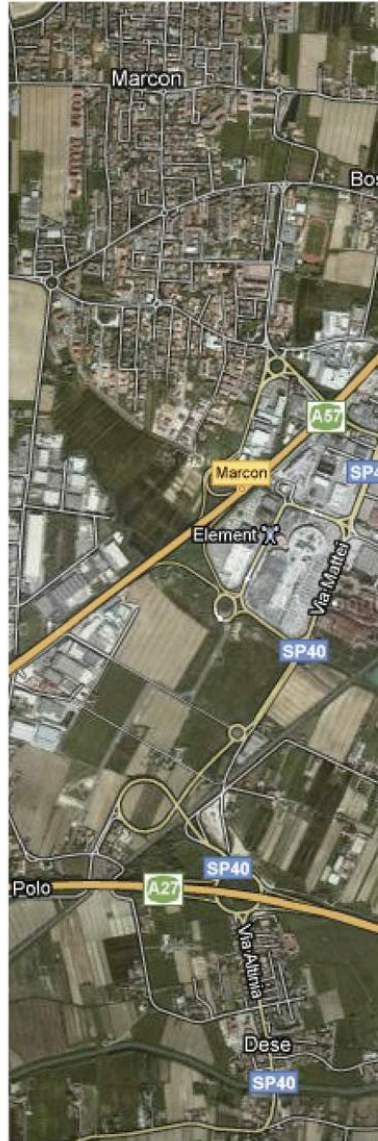 Marcon
Bos
A57
Marcon
SP4
Element
Via Mattei
SP40
SP40
Polo
A27
Via Altinia
Dese
SP40